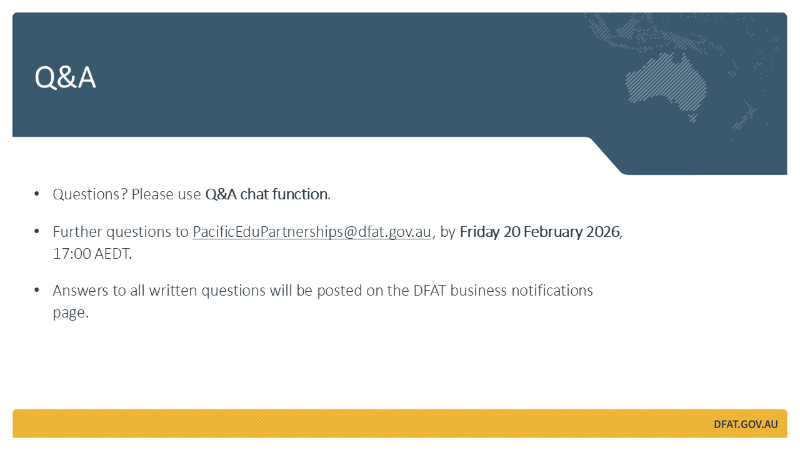 Q&A
• Questions? Please use Q&A chat function.
• Further questions to PacificEduPartnerships@dfat.gov.au, by Friday 20 February 2026,
17:00 AEDT.
• Answers to all written questions will be posted on the DFAT business notifications
page.
DFAT.GOV.AU